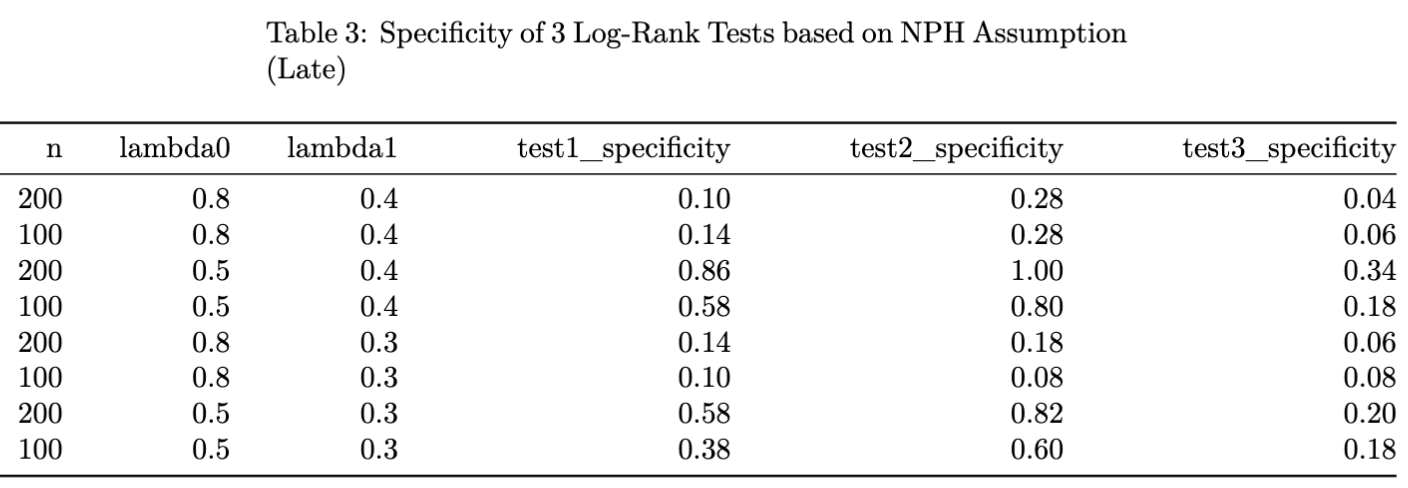 Table 3: Specificity of 3 Log-Rank Tests based on NPH Assumption
(Late)
n lambda0 lambda1 test1_specificity test2_specificity test3_specificity
200 0.8 0.4 0.10 0.28 0.04
100 0.8 0.4 0.14 0.28 0.06
200 0.5 0.4 0.86 1.00 0.34
100 0.5 0.4 0.58 0.80 0.18
200 0.8 0.3 0.14 0.18 0.06
100 0.8 0.3 0.10 0.08 0.08
200 0.5 0.3 0.58 0.82 0.20
100 0.5 0.3 0.38 0.60 0.18